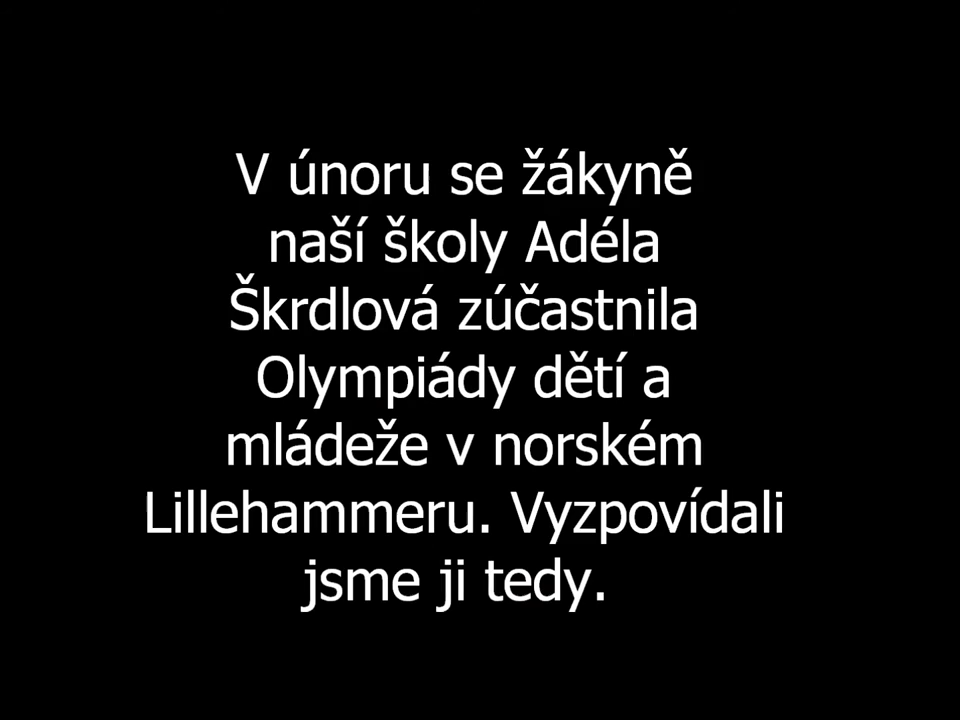 V únoru se žákyně
naší školy Adéla
Škrdlová zúčastnila
Olympiády dětí a
mládeže v norském
Lillehammeru. Vyzpovídali
jsme ji tedy.